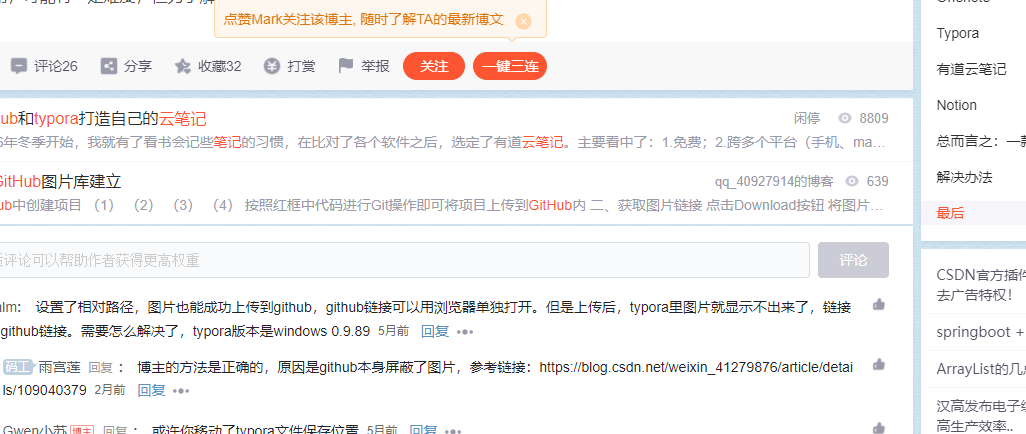 点赞Mark关注该博主, 随时了解TA的最新博文
评论26 分享 收藏32 打赏 举报 关注 一键三连
ub和typora打造自己的云笔记 闲停 8809
6年冬季开始，我就有了看书会记些笔记的习惯，在比对了各个软件之后，选定了有道云笔记。主要看中了：1.免费；2.跨多个平台（手机、ma...
GitHub图片库建立 qq_40927914的博客 639
ub中创建项目 （1） （2） （3） （4） 按照红框中代码进行Git操作即可将项目上传到GitHub内 二、获取图片链接 点击Download按钮 将图片...
评论可以帮助作者获得更高权重 评论
alm： 设置了相对路径，图片也能成功上传到github，github链接可以用浏览器单独打开。但是上传后，typora里图片就显示不出来了，链接
github链接。需要怎么解决了，typora版本是windows 0.9.89 5月前 回复
码工 雨宫莲 回复： 博主的方法是正确的，原因是github本身屏蔽了图片，参考链接：https://blog.csdn.net/weixin_41279876/article/detai
ls/109040379 2月前 回复
Gwen小苏 博主 回复： 或许你移动了typora文件保存位置 5月前 回复
Typora
有道云笔记
Notion
总而言之：一款
解决办法
最后
CSDN官方插件
去广告特权！
springboot +
ArrayList的几
汉高发布电子
高生产效率..